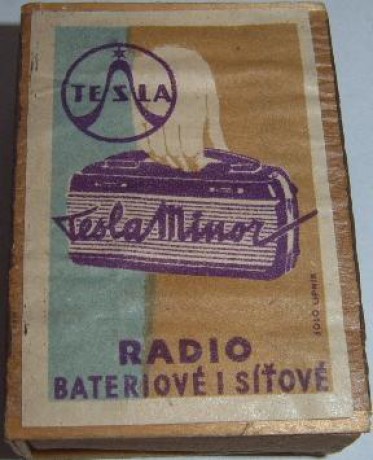 TESLA
Tesla Minor
RADIO
BATERIOVÉ I SÍŤOVÉ
SOLO LIPNÍK